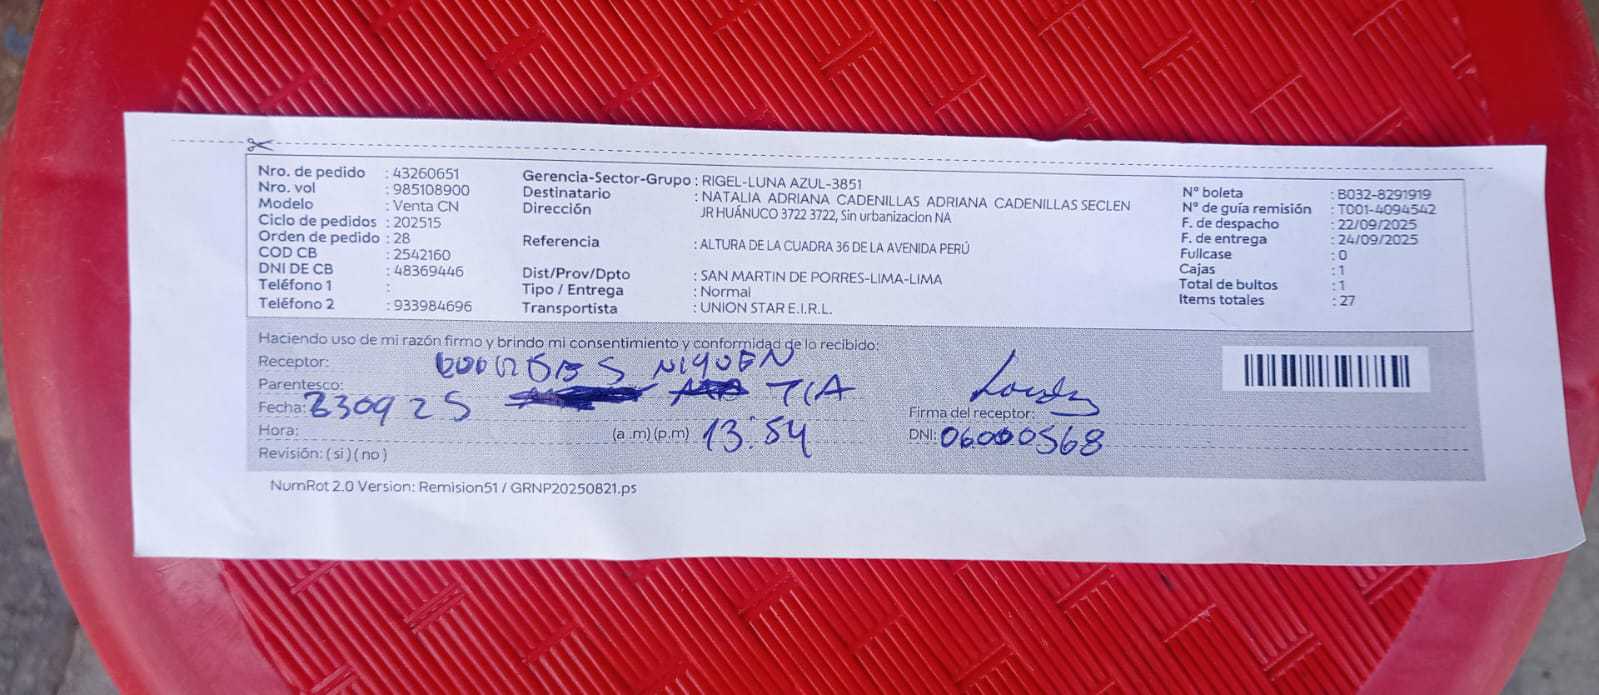 Nro. de pedido : 43260651
Nro. vol : 985108900
Modelo : Venta CN
Ciclo de pedidos : 202515
Orden de pedido : 28
COD CB : 2542160
DNI DE CB : 48369446
Teléfono 1 :
Teléfono 2 : 933984696
Gerencia-Sector-Grupo : RIGEL-LUNA AZUL-3851
Destinatario : NATALIA ADRIANA CADENILLAS ADRIANA CADENILLAS SECLEN
Dirección JR HUÁNUCO 3722 3722, Sin urbanizacion NA
Referencia : ALTURA DE LA CUADRA 36 DE LA AVENIDA PERÚ
Dist/Prov/Dpto : SAN MARTIN DE PORRES-LIMA-LIMA
Tipo / Entrega : Normal
Transportista : UNION STAR E.I.R.L.
N° boleta : B032-8291919
N° de guía remisión : T001-4094542
F. de despacho : 22/09/2025
F. de entrega : 24/09/2025
Fullcase : 0
Cajas : 1
Total de bultos : 1
Items totales : 27
Haciendo uso de mi razón firmo y brindo mi consentimiento y conformidad de lo recibido:
Receptor: NIQUEN
Parentesco: TIA
Fecha: 230925
Firma del receptor:
Hora: (a .m) (p.m) 13:54
DNI: 06000568
Revisión: ( si ) ( no )
NumRot 2.0 Version: Remision51 / GRNP20250821.ps